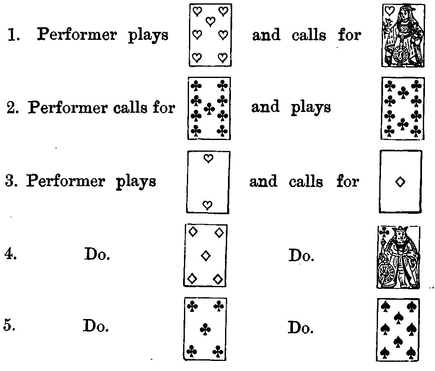 1. Performer plays and calls for
2. Performer calls for and plays
3. Performer plays and calls for
4. Do. Do.
5. Do. Do.